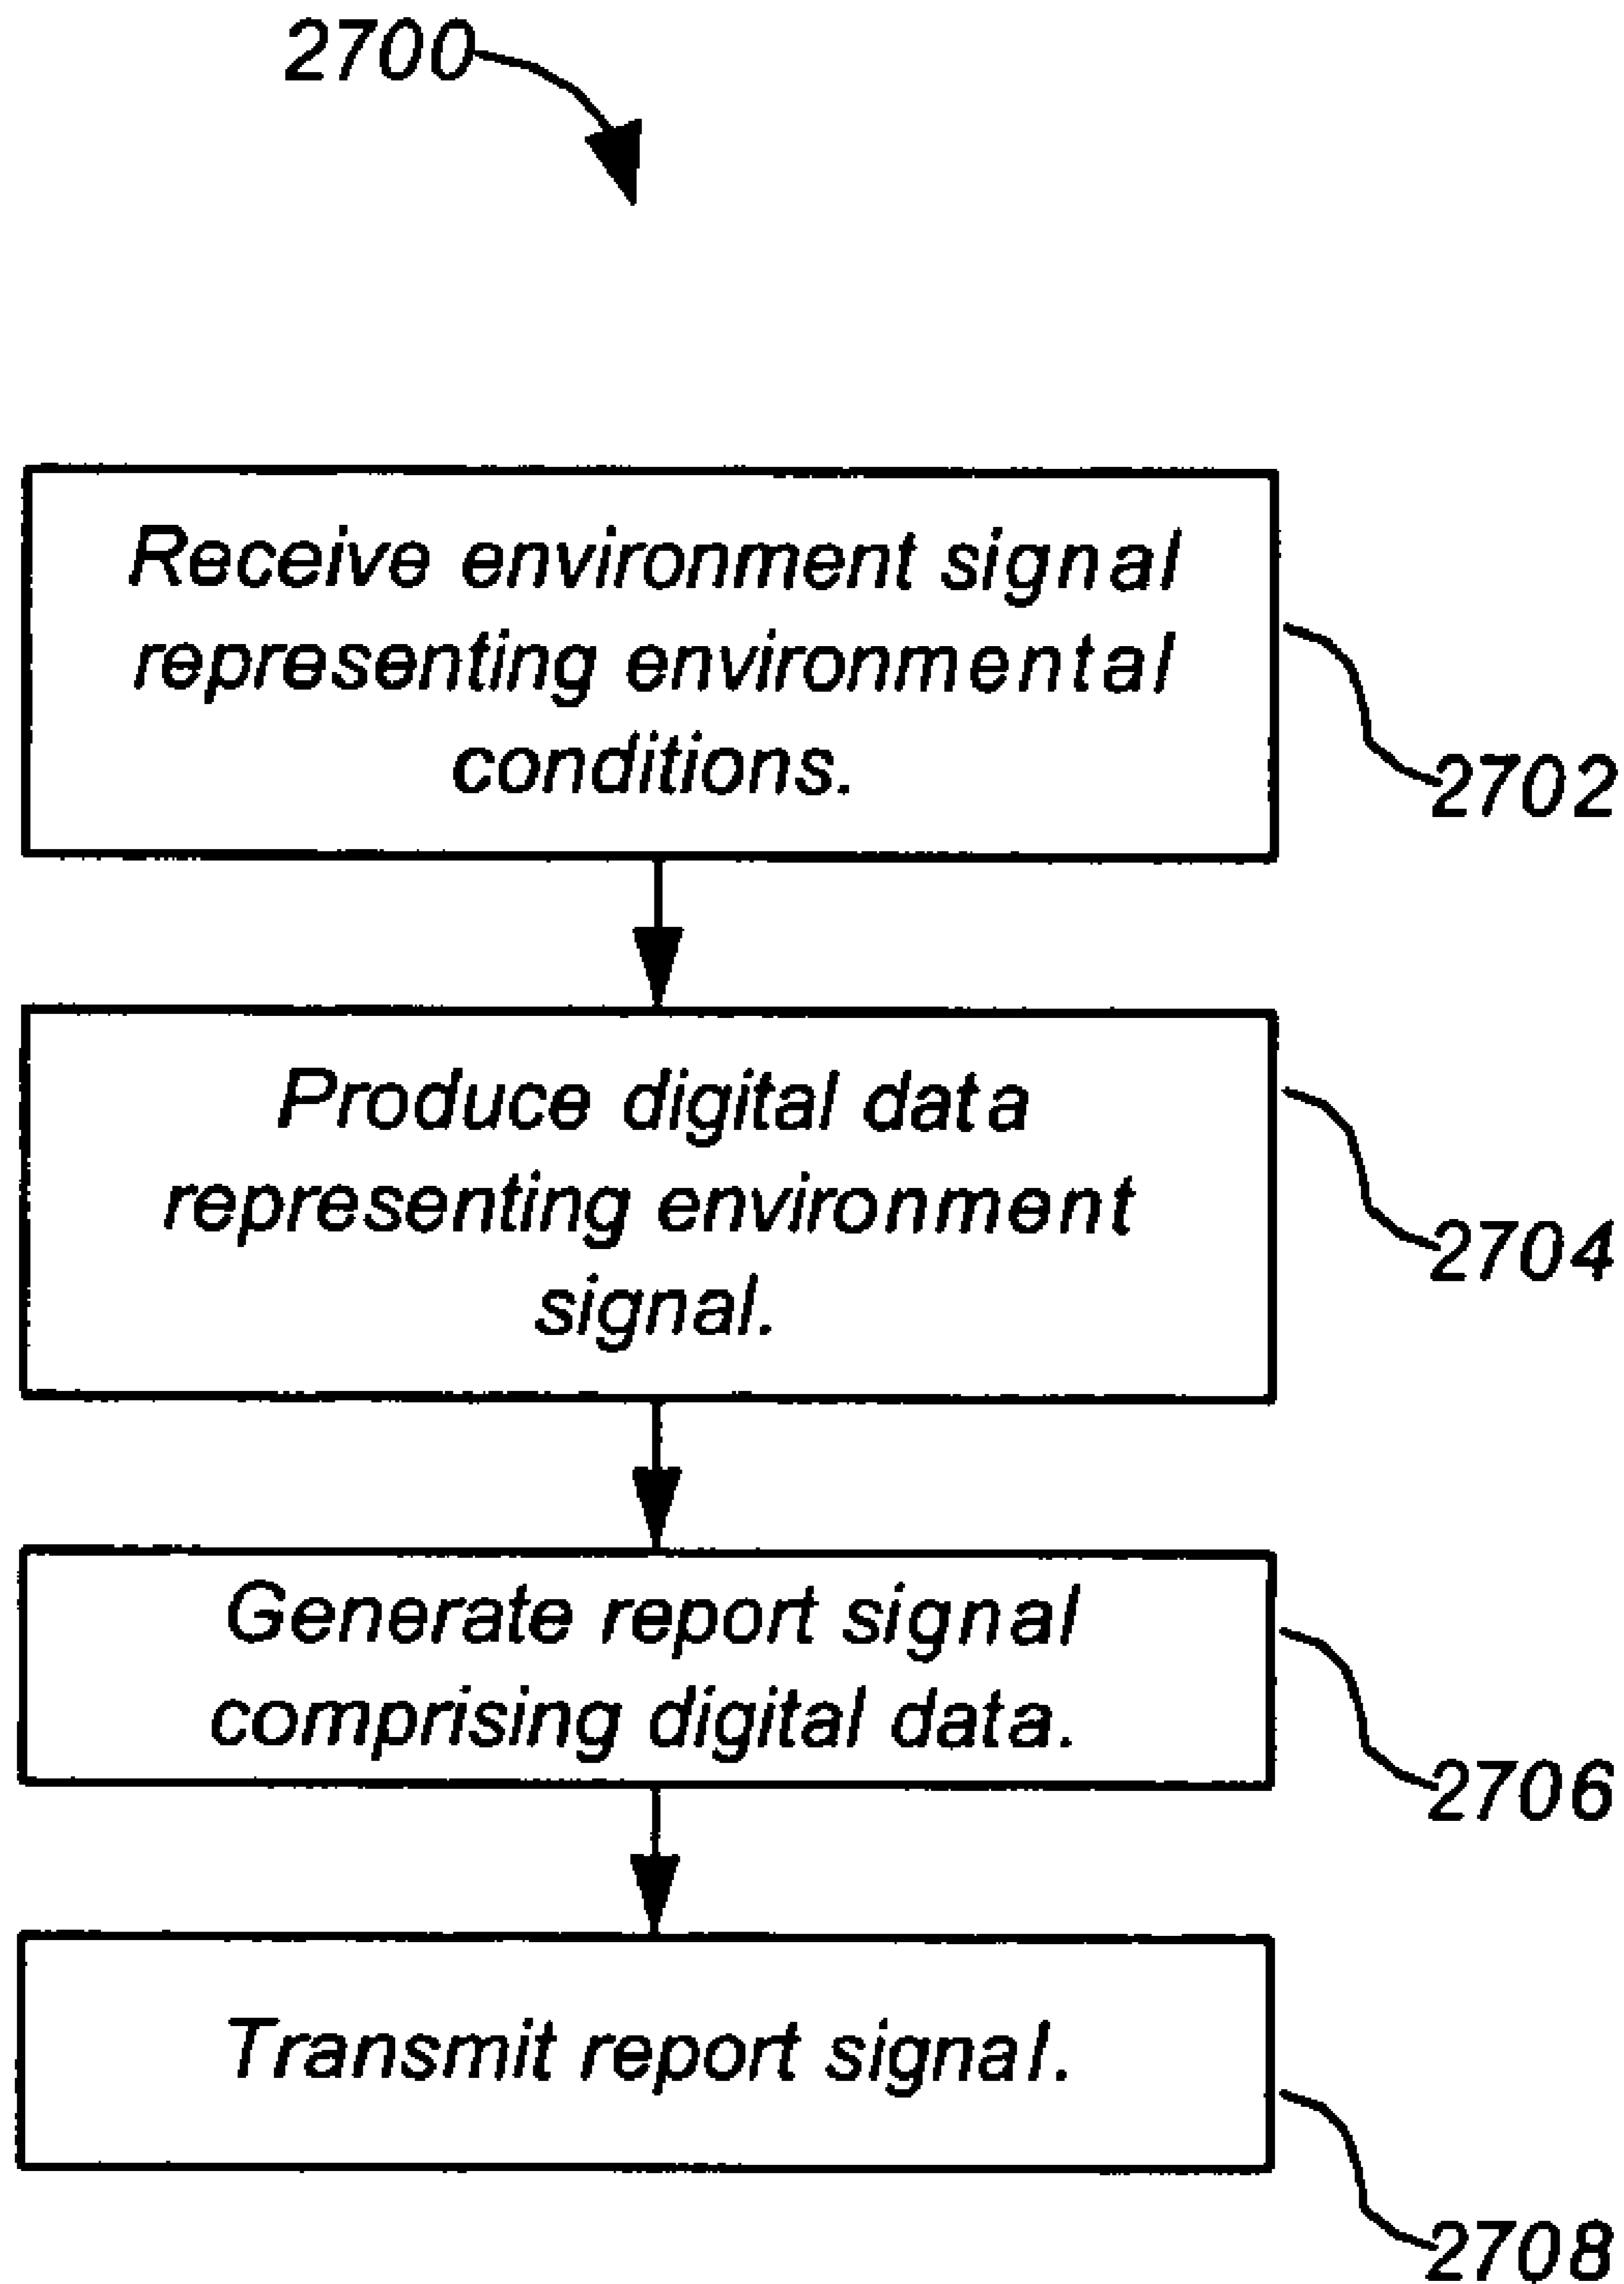 2700
Receive environment signal
representing environmental
conditions.
2702
Produce digital data
representing environment
signal.
2704
Generate report signal
comprising digital data.
2706
Transmit report signal.
2708